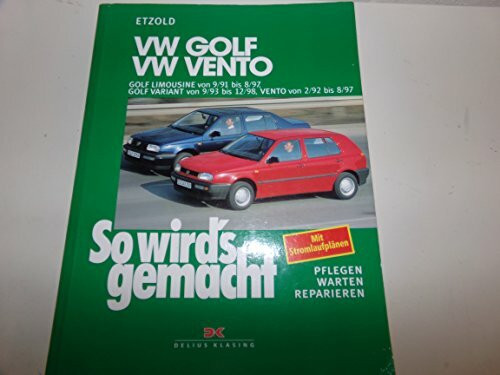 ETZOLD
VW GOLF
VW VENTO
GOLF LIMOUSINE von 9/91 bis 8/97,
GOLF VARIANT von 9/93 bis 12/98, VENTO von 2/92 bis 8/97
So wird's
gemacht
Mit
Stromlaufplänen
PFLEGEN
WARTEN
REPARIEREN
DELIUS KLASING